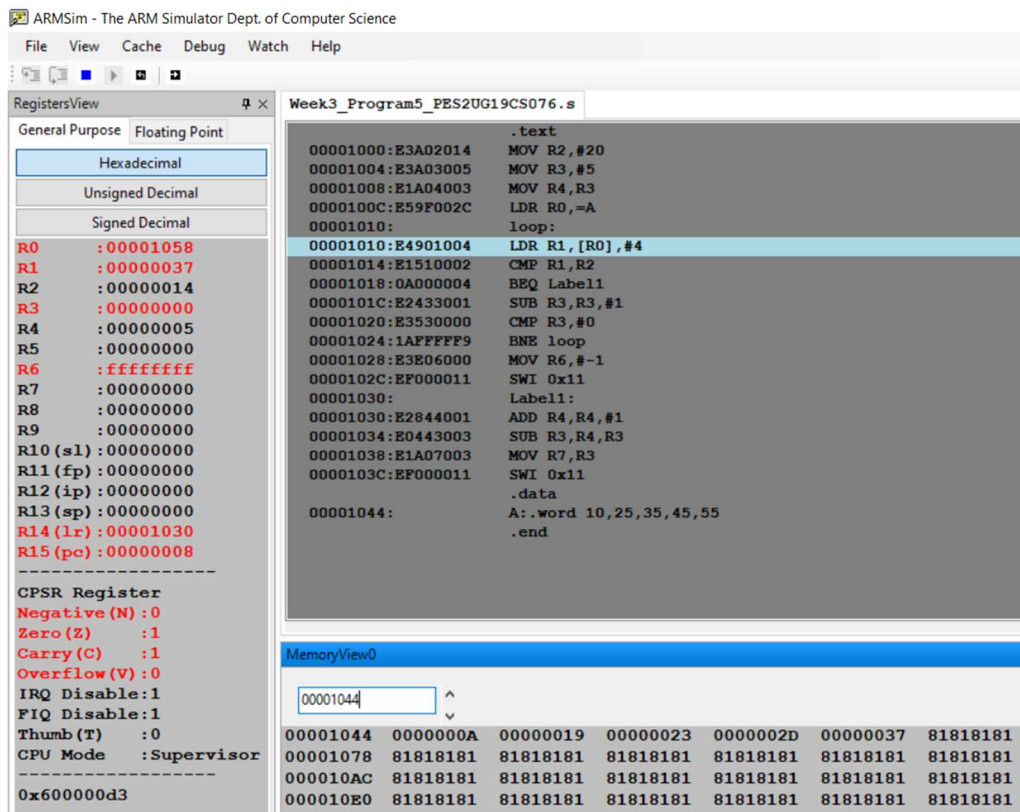 ARMSim - The ARM Simulator Dept. of Computer Science
File View Cache Debug Watch Help
RegistersView
General Purpose Floating Point
Hexadecimal
Unsigned Decimal
Signed Decimal
R0 :00001058
R1 :00000037
R2 :00000014
R3 :00000000
R4 :00000005
R5 :00000000
R6 :ffffffff
R7 :00000000
R8 :00000000
R9 :00000000
R10(sl):00000000
R11(fp):00000000
R12(ip):00000000
R13(sp):00000000
R14(lr):00001030
R15(pc):00000008
-------------------
CPSR Register
Negative(N):0
Zero(Z) :1
Carry(C) :1
Overflow(V):0
IRQ Disable:1
FIQ Disable:1
Thumb(T) :0
CPU Mode :Supervisor
-------------------
0x600000d3
Week3_Program5_PES2UG19CS076.s
.text
00001000:E3A02014 MOV R2,#20
00001004:E3A03005 MOV R3,#5
00001008:E1A04003 MOV R4,R3
0000100C:E59F002C LDR R0,=A
00001010: loop:
00001010:E4901004 LDR R1,[R0],#4
00001014:E1510002 CMP R1,R2
00001018:0A000004 BEQ Label1
0000101C:E2433001 SUB R3,R3,#1
00001020:E3530000 CMP R3,#0
00001024:1AFFFFF9 BNE loop
00001028:E3E06000 MOV R6,#-1
0000102C:EF000011 SWI 0x11
00001030: Label1:
00001030:E2844001 ADD R4,R4,#1
00001034:E0443003 SUB R3,R4,R3
00001038:E1A07003 MOV R7,R3
0000103C:EF000011 SWI 0x11
.data
00001044: A:.word 10,25,35,45,55
.end
MemoryView0
00001044
00001044 0000000A 00000019 00000023 0000002D 00000037 81818181
00001078 81818181 81818181 81818181 81818181 81818181 81818181
000010AC 81818181 81818181 81818181 81818181 81818181 81818181
000010E0 81818181 81818181 81818181 81818181 81818181 81818181